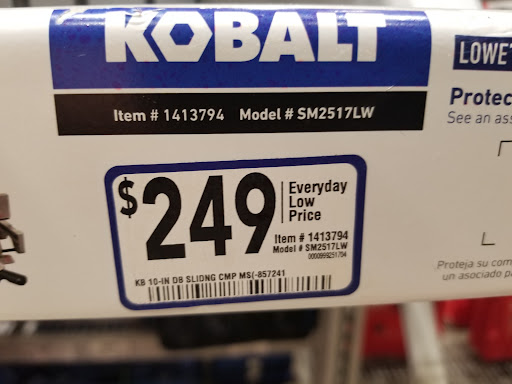 KOBALT
LOWE'
Item # 1413794 Model # SM2517LW
Protec
See an ass
$249
Everyday
Low
Price
Item # 1413794
Model # SM2517LW
0000999251704
KB 10-IN DB SLIDNG CMP MS(-857241
Proteja su com
un asociado p